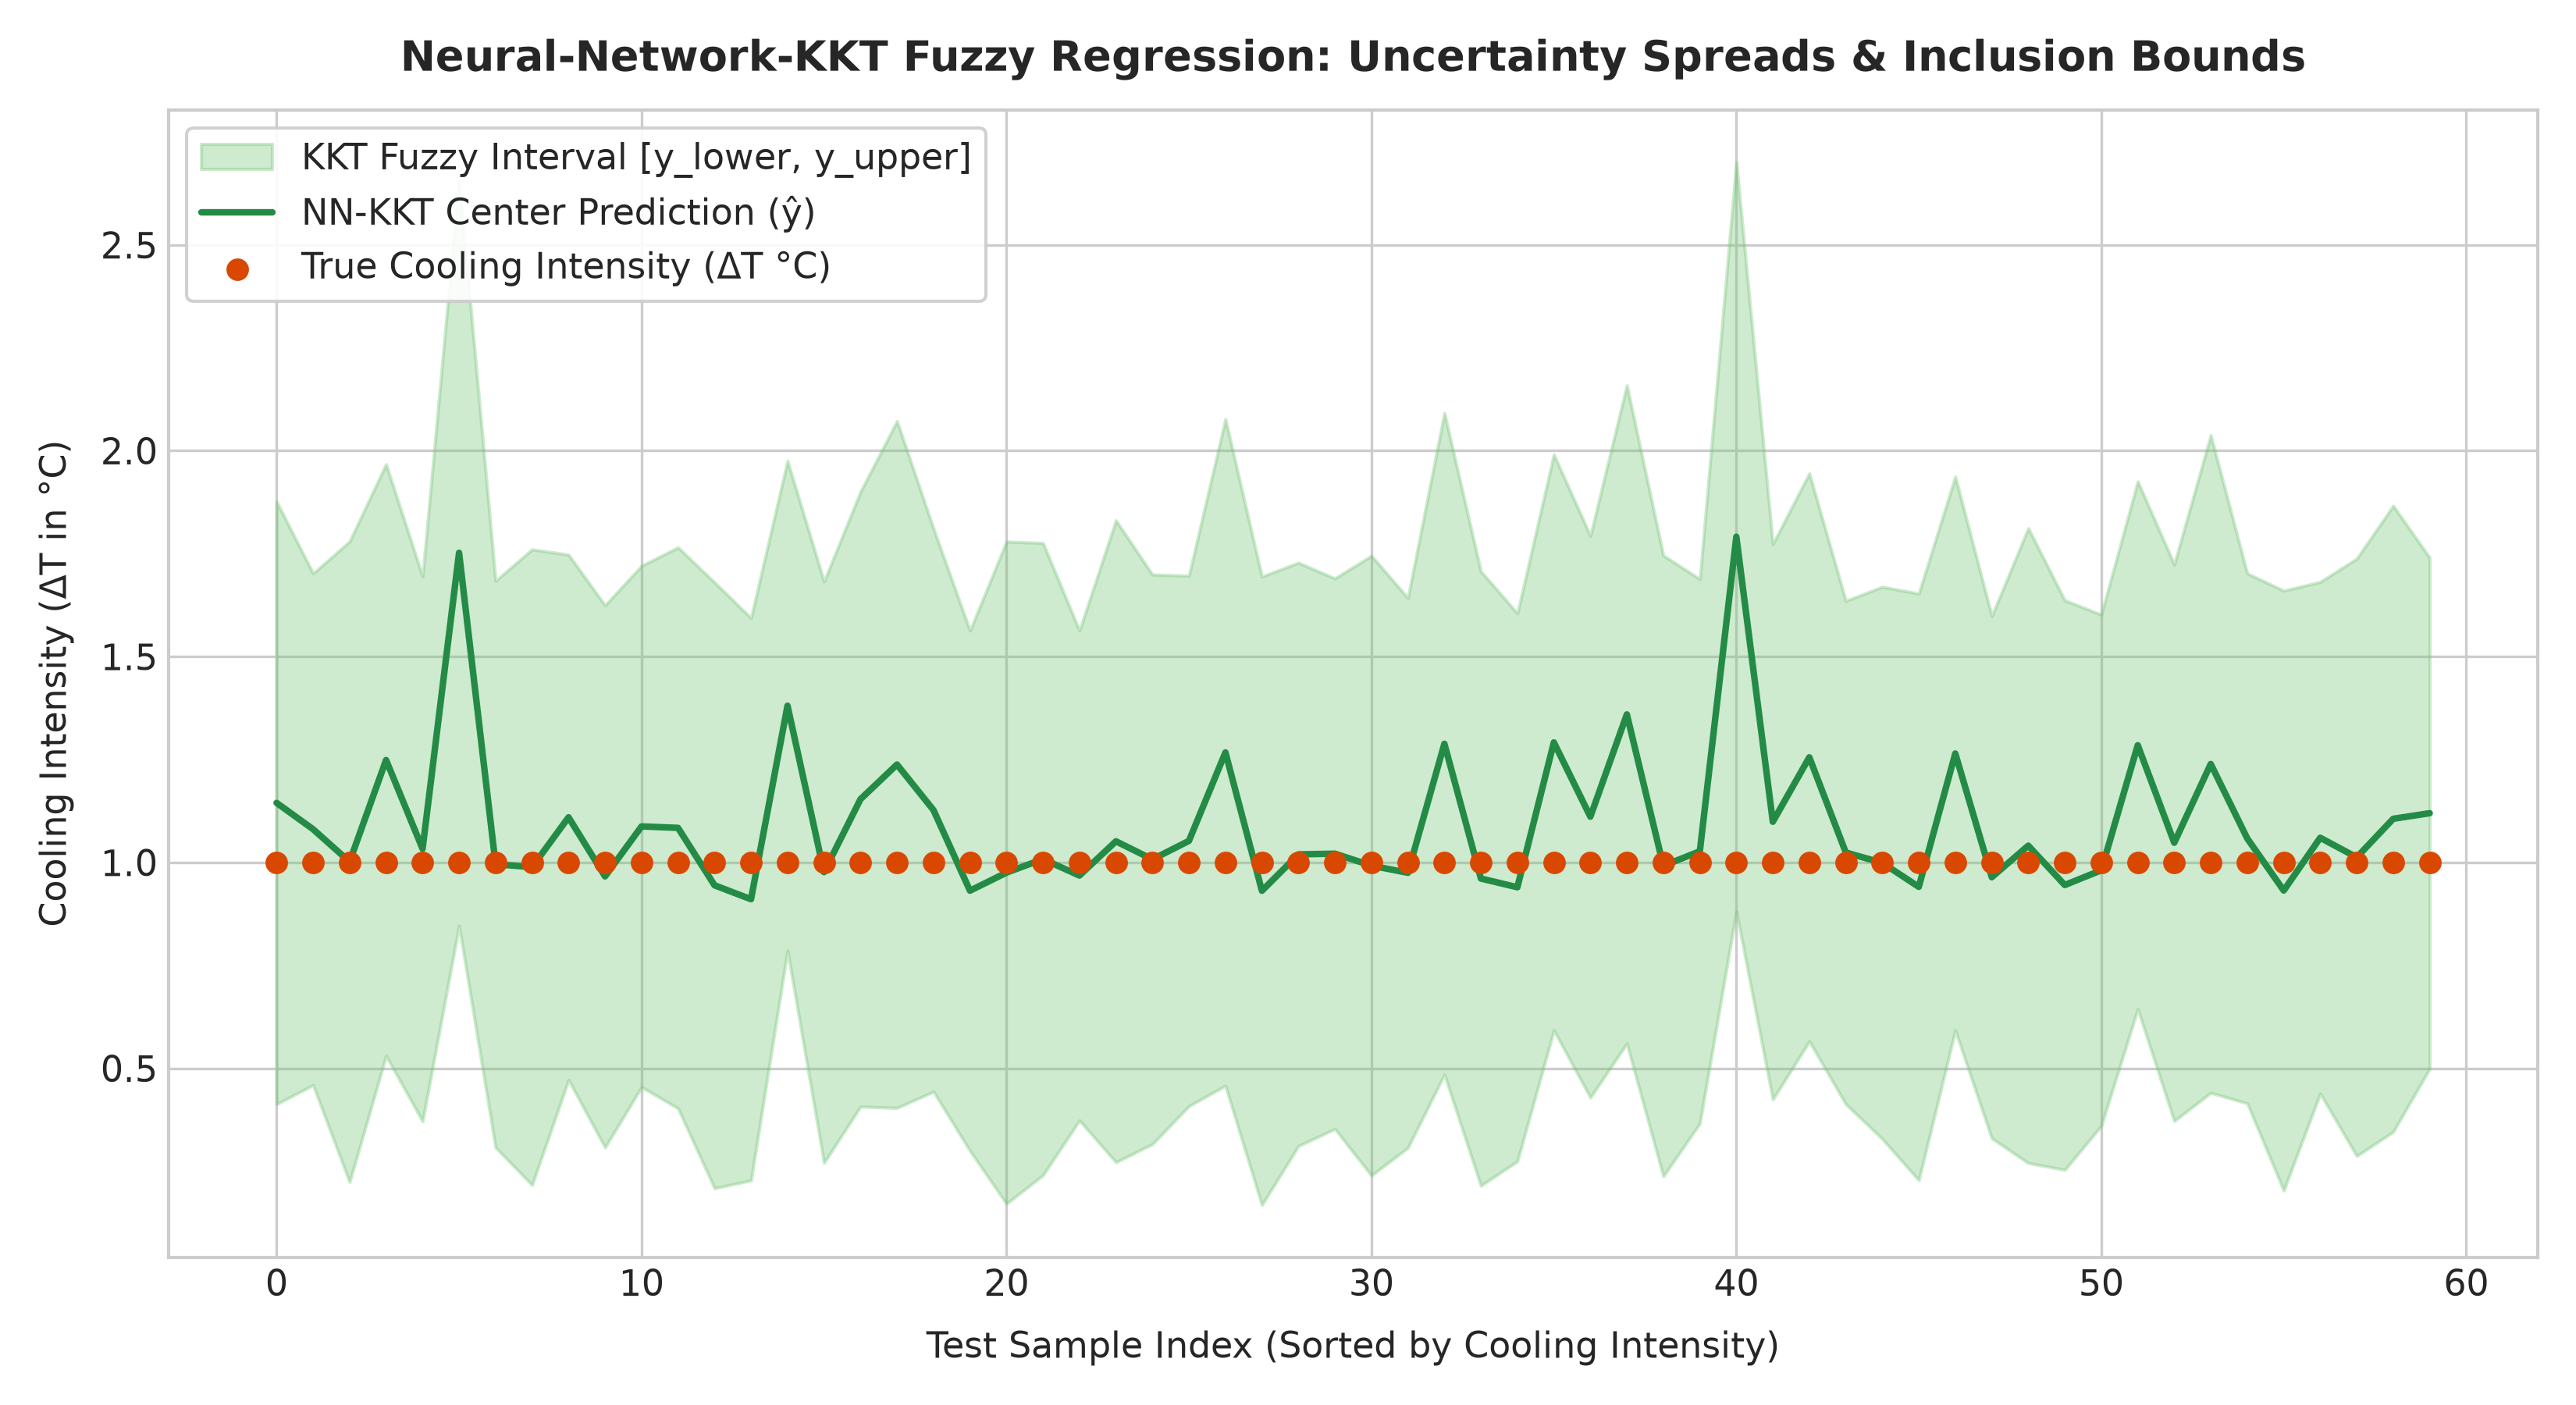 Neural-Network-KKT Fuzzy Regression: Uncertainty Spreads & Inclusion Bounds
KKT Fuzzy Interval [y_lower, y_upper]
NN-KKT Center Prediction (ŷ)
True Cooling Intensity (ΔT °C)
Cooling Intensity (ΔT in °C)
2.5
2.0
1.5
1.0
0.5
0 10 20 30 40 50 60
Test Sample Index (Sorted by Cooling Intensity)